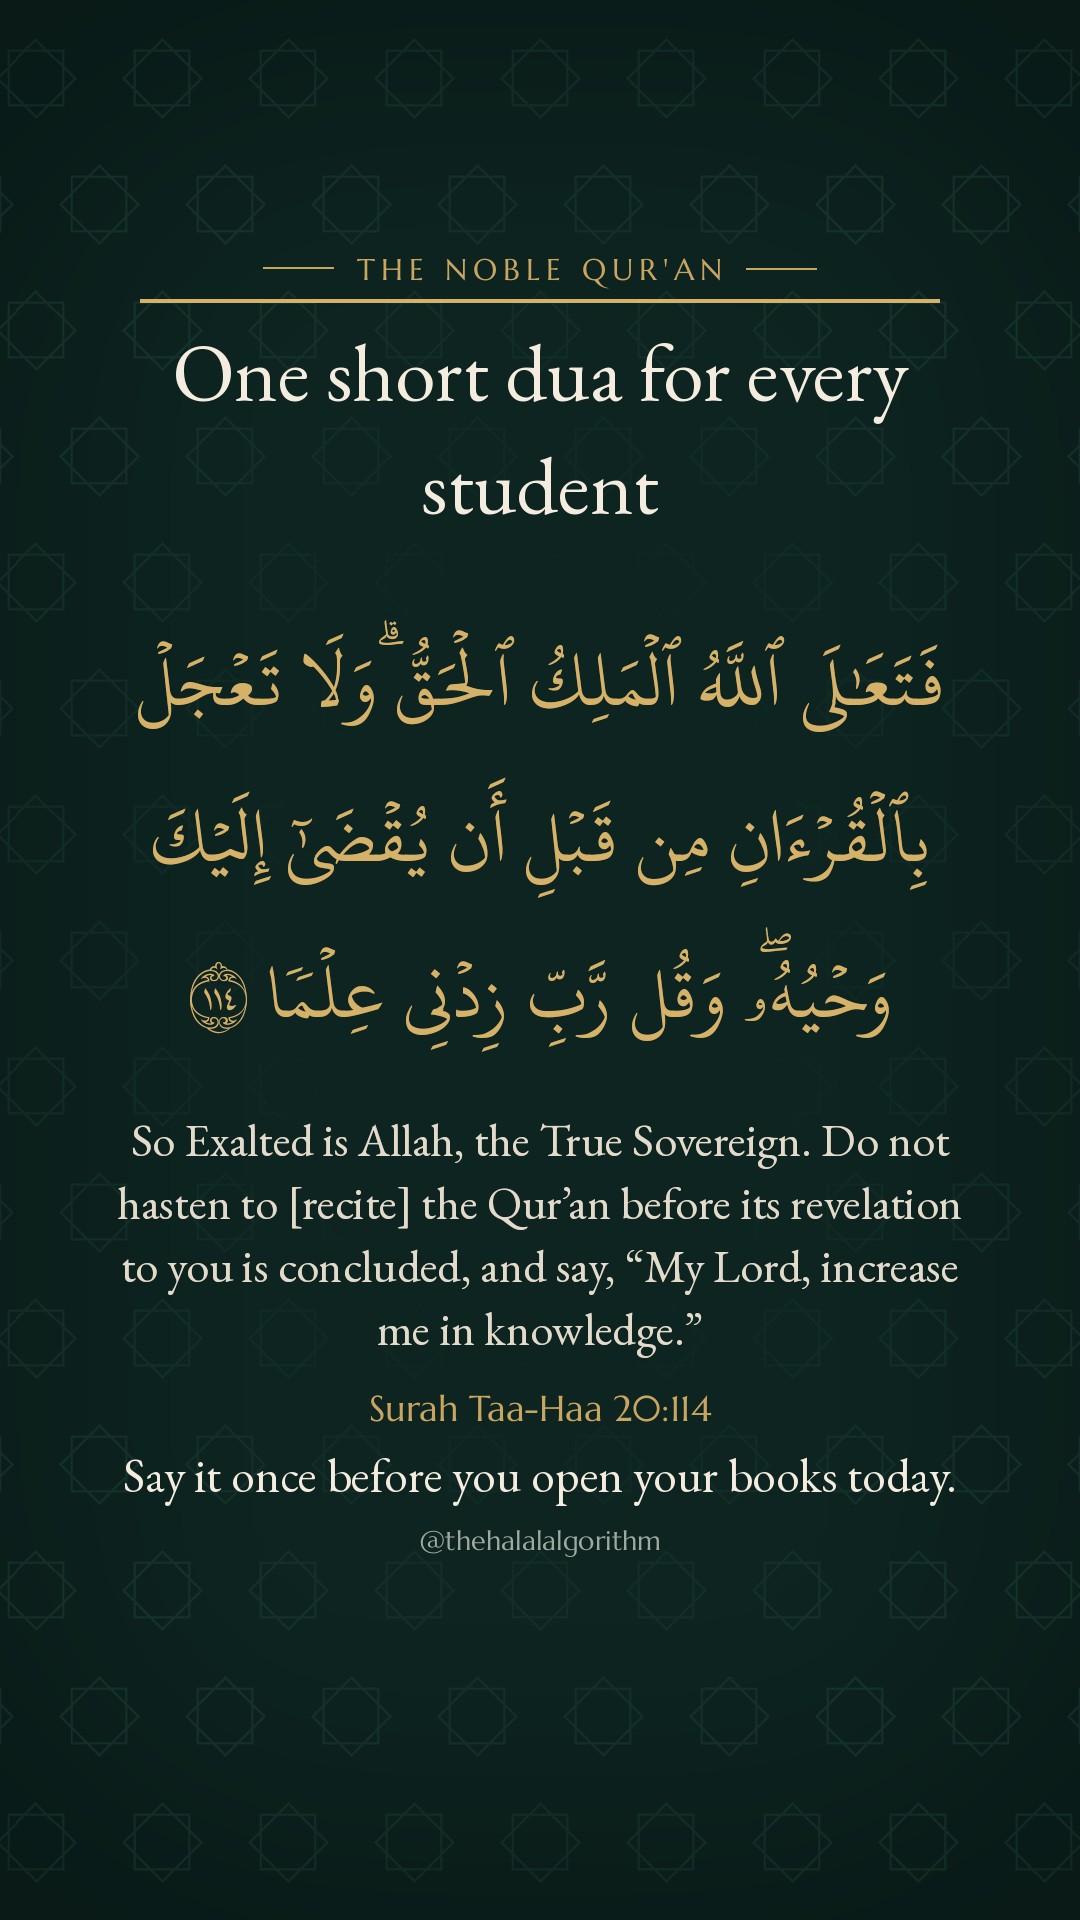 THE NOBLE QUR'AN
One short dua for every
student
فَتَعَٰلَى ٱللَّهُ ٱلْمَلِكُ ٱلْحَقُّ ۗ وَلَا تَعْجَلْ
بِٱلْقُرْءَانِ مِن قَبْلِ أَن يُقْضَىٰٓ إِلَيْكَ
وَحْيُهُۥ ۖ وَقُل رَّبِّ زِدْنِى عِلْمًا ١١٤
So Exalted is Allah, the True Sovereign. Do not
hasten to [recite] the Qur’an before its revelation
to you is concluded, and say, “My Lord, increase
me in knowledge.”
Surah Taa-Haa 20:114
Say it once before you open your books today.
@thehalalalgorithm